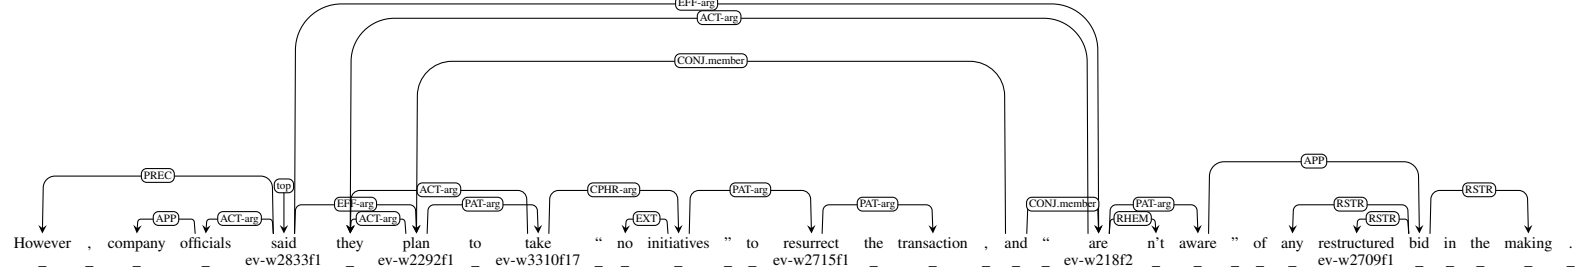 EFF-arg
ACT-arg
CONJ.member
PREC
APP
top
ACT-arg
CPHR-arg
PAT-arg
RSTR
EFF-arg
PAT-arg
PAT-arg
CONJ.member
PAT-arg
RSTR
APP
ACT-arg
ACT-arg
EXT
RHEM
RSTR
However , company officials said they plan to take “ no initiatives ” to resurrect the transaction , and “ are n't aware ” of any restructured bid in the making .
_ _ _ _ ev-w2833f1 _ ev-w2292f1 _ ev-w3310f17 _ _ _ _ _ ev-w2715f1 _ _ _ _ _ ev-w218f2 _ _ _ _ _ ev-w2709f1 _ _ _ _ _